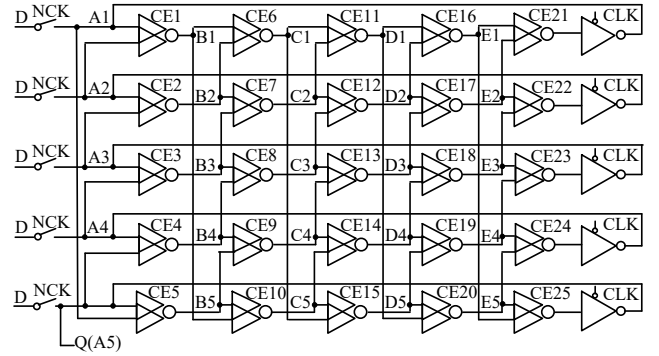 D NCK A1 CE1 B1 CE6 C1 CE11 D1 CE16 E1 CE21 CLK
D NCK A2 CE2 B2 CE7 C2 CE12 D2 CE17 E2 CE22 CLK
D NCK A3 CE3 B3 CE8 C3 CE13 D3 CE18 E3 CE23 CLK
D NCK A4 CE4 B4 CE9 C4 CE14 D4 CE19 E4 CE24 CLK
D NCK CE5 B5 CE10 C5 CE15 D5 CE20 E5 CE25 CLK
Q(A5)